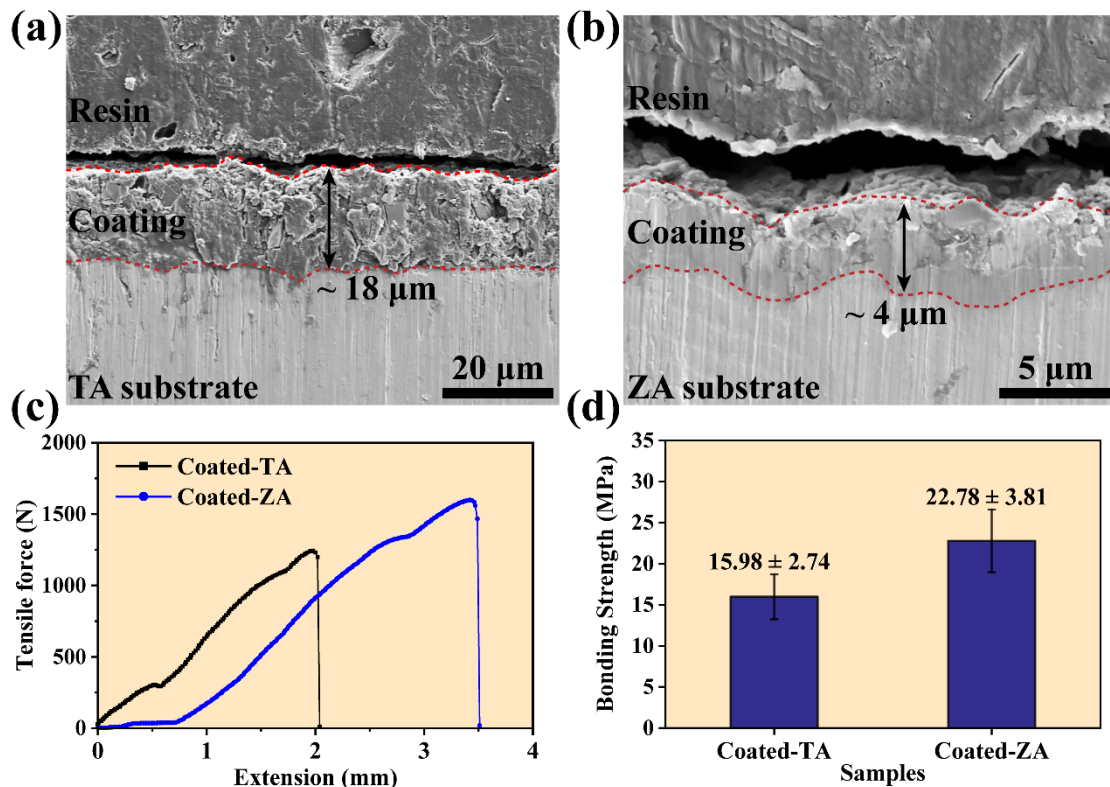 (a)
Resin
Coating
~ 18 μm
TA substrate
20 μm
(b)
Resin
Coating
~ 4 μm
ZA substrate
5 μm
(c)
2000
1500
1000
500
0
Tensile force (N)
Coated-TA
Coated-ZA
0 1 2 3 4
Extension (mm)
(d)
35
30
25
20
15
10
5
0
Bonding Strength (MPa)
15.98 ± 2.74
22.78 ± 3.81
Coated-TA Coated-ZA
Samples